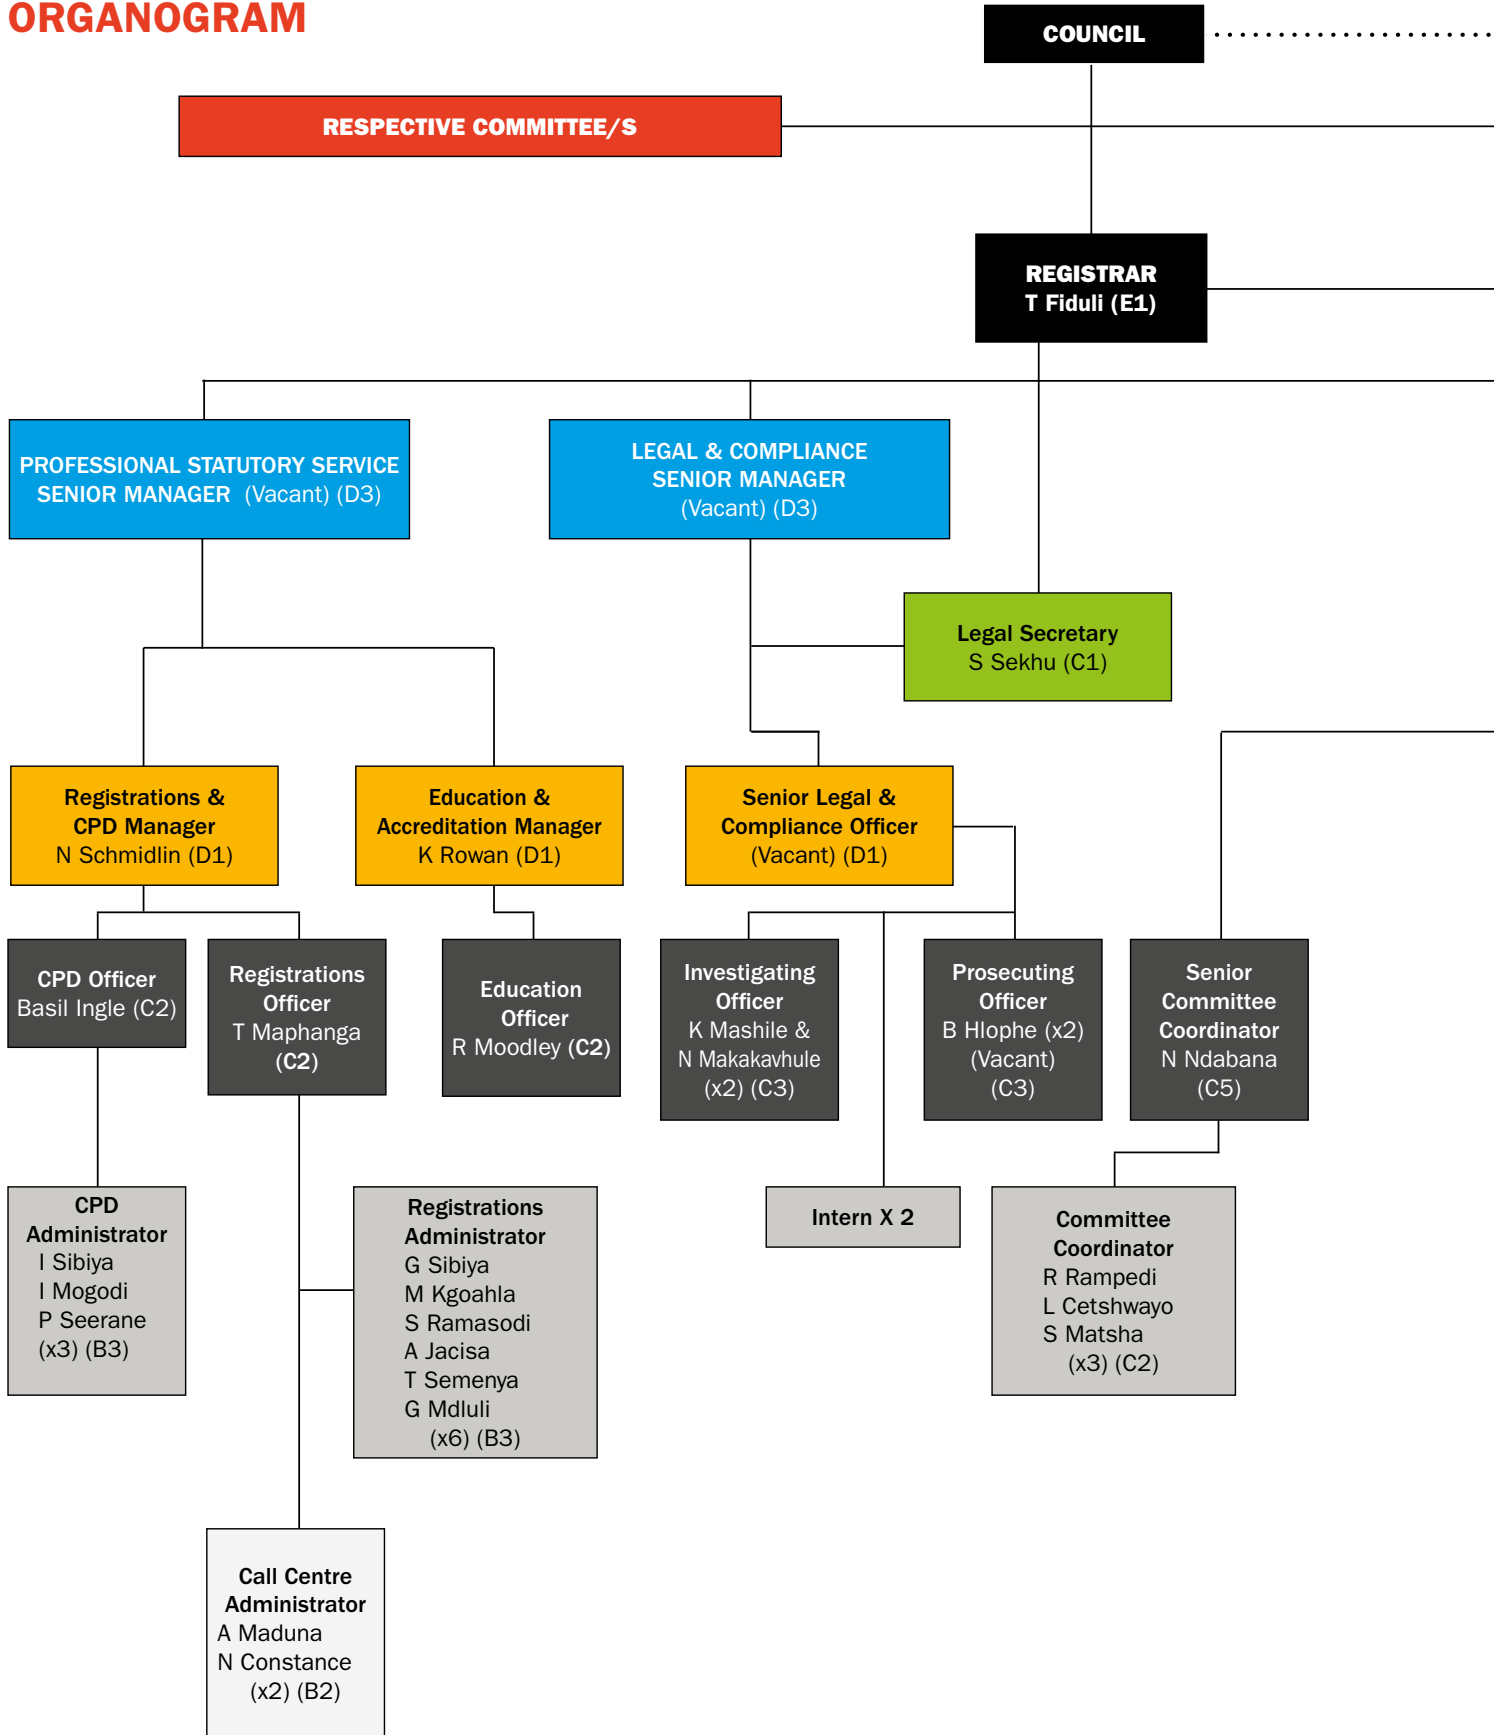 ORGANOGRAM
COUNCIL
RESPECTIVE COMMITTEE/S
REGISTRAR
T Fiduli (E1)
PROFESSIONAL STATUTORY SERVICE
SENIOR MANAGER (Vacant) (D3)
LEGAL & COMPLIANCE
SENIOR MANAGER
(Vacant) (D3)
Legal Secretary
S Sekhu (C1)
Registrations &
CPD Manager
N Schmidlin (D1)
Education &
Accreditation Manager
K Rowan (D1)
Senior Legal &
Compliance Officer
(Vacant) (D1)
CPD Officer
Basil Ingle (C2)
Registrations
Officer
T Maphanga
(C2)
Education
Officer
R Moodley (C2)
Investigating
Officer
K Mashile &
N Makakavhule
(x2) (C3)
Prosecuting
Officer
B Hlophe (x2)
(Vacant)
(C3)
Senior
Committee
Coordinator
N Ndabana
(C5)
CPD
Administrator
I Sibiya
I Mogodi
P Seerane
(x3) (B3)
Registrations
Administrator
G Sibiya
M Kgoahla
S Ramasodi
A Jacisa
T Semenya
G Mdluli
(x6) (B3)
Intern X 2
Committee
Coordinator
R Rampedi
L Cetshwayo
S Matsha
(x3) (C2)
Call Centre
Administrator
A Maduna
N Constance
(x2) (B2)